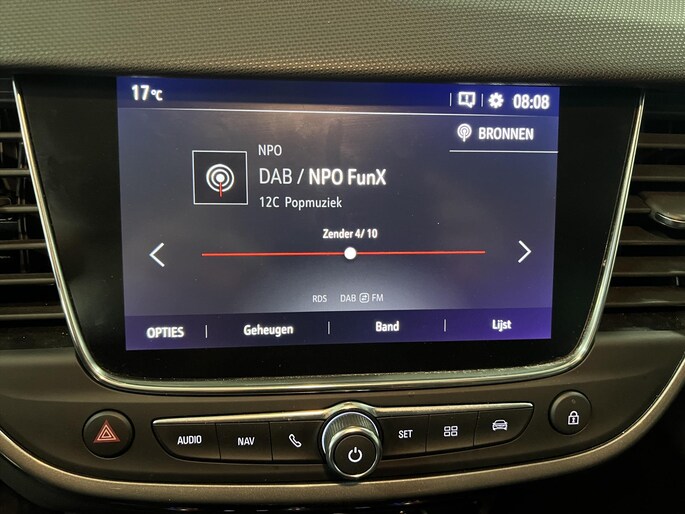 17°C 08:08
BRONNEN
NPO
DAB / NPO FunX
12C Popmuziek
Zender 4/ 10
RDS DAB FM
OPTIES Geheugen Band Lijst
AUDIO NAV SET